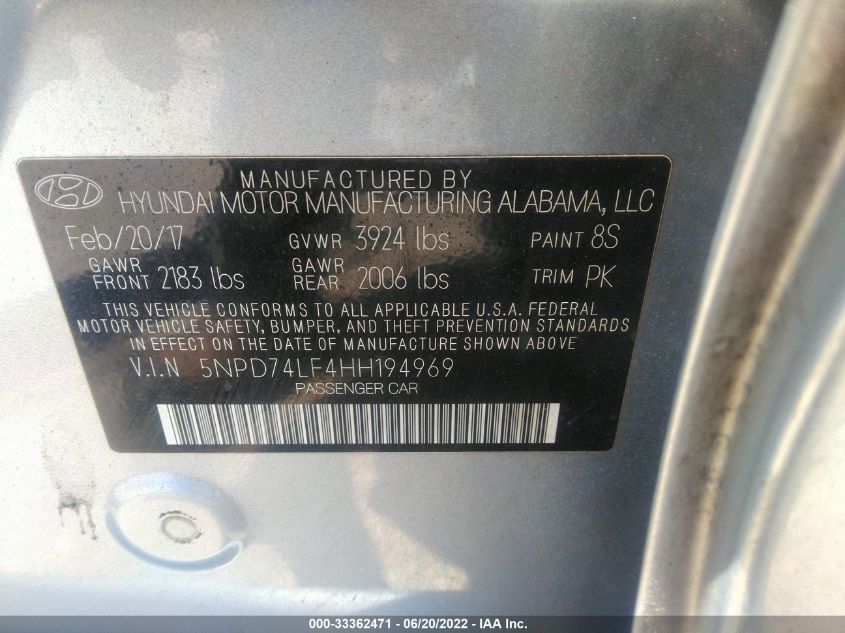 MANUFACTURED BY
HYUNDAI MOTOR MANUFACTURING ALABAMA, LLC
Feb/20/17 GVWR 3924 lbs PAINT 8S
GAWR FRONT 2183 lbs GAWR REAR 2006 lbs TRIM PK
THIS VEHICLE CONFORMS TO ALL APPLICABLE U.S.A. FEDERAL
MOTOR VEHICLE SAFETY, BUMPER, AND THEFT PREVENTION STANDARDS
IN EFFECT ON THE DATE OF MANUFACTURE SHOWN ABOVE
V.I.N 5NPD74LF4HH194969
PASSENGER CAR
000-33362471 - 06/20/2022 - IAA Inc.